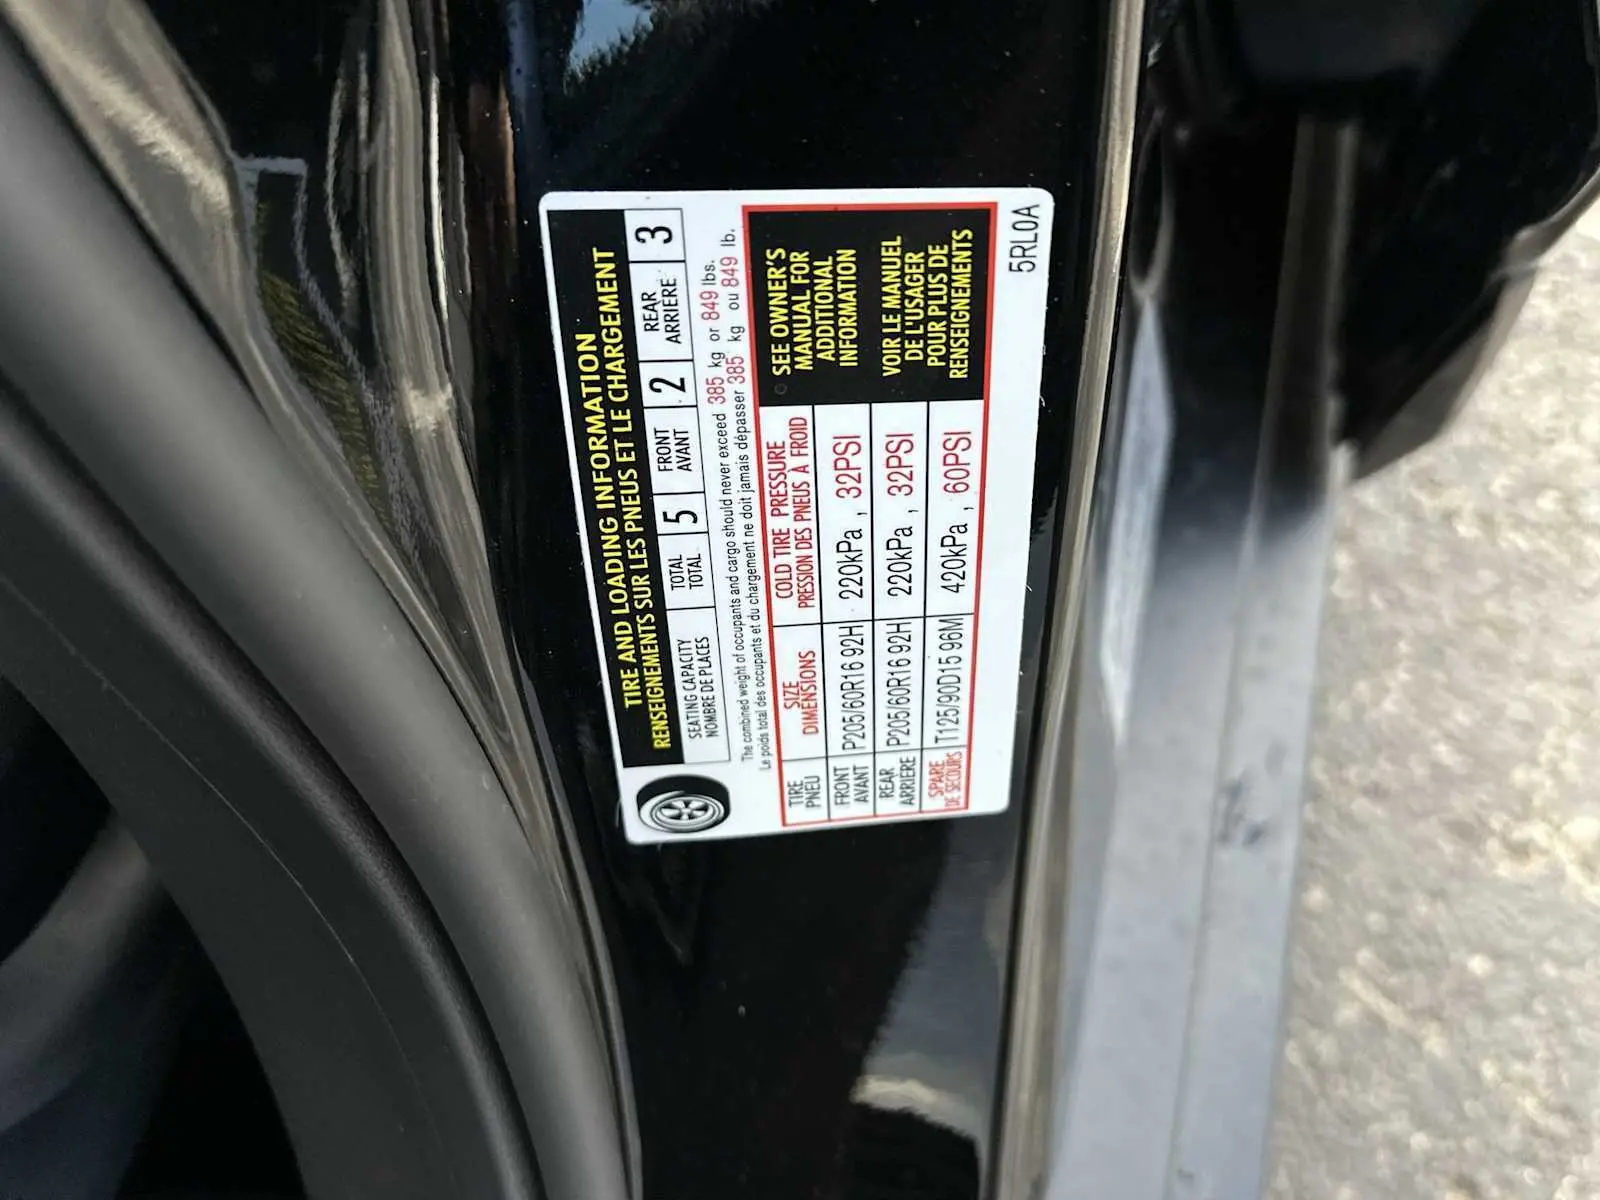 TIRE AND LOADING INFORMATION
RENSEIGNEMENTS SUR LES PNEUS ET LE CHARGEMENT
SEATING CAPACITY
NOMBRE DE PLACES
TOTAL
TOTAL
5
FRONT
AVANT
2
REAR
ARRIÈRE
3
The combined weight of occupants and cargo should never exceed 385 kg or 849 lbs.
Le poids total des occupants et du chargement ne doit jamais dépasser 385 kg ou 849 lb.
TIRE
PNEU
SIZE
DIMENSIONS
COLD TIRE PRESSURE
PRESSION DES PNEUS À FROID
FRONT
AVANT
P205/60R16 92H
220kPa , 32PSI
REAR
ARRIÈRE
P205/60R16 92H
220kPa , 32PSI
SPARE
DE SECOURS
T125/90D15 96M
420kPa , 60PSI
SEE OWNER'S
MANUAL FOR
ADDITIONAL
INFORMATION
VOIR LE MANUEL
DE L'USAGER
POUR PLUS DE
RENSEIGNEMENTS
5RL0A